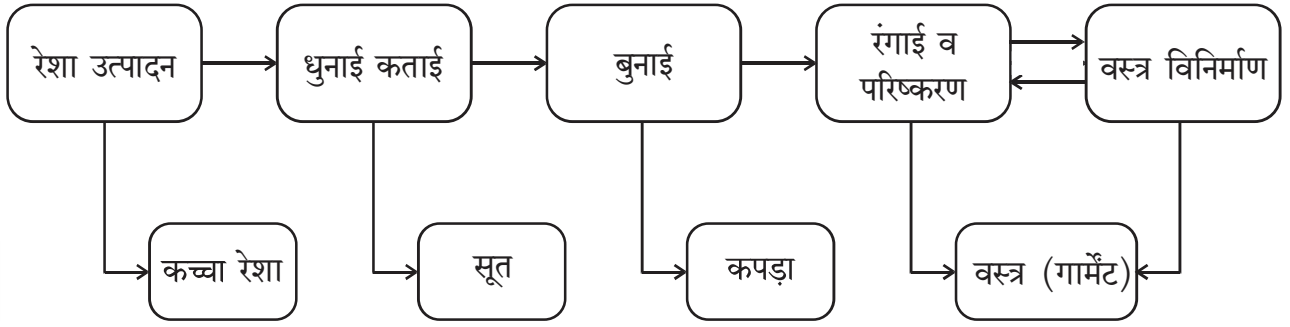 रेशा उत्पादन
धुनाई कताई
बुनाई
रंगाई व
परिष्करण
वस्त्र विनिर्माण
कच्चा रेशा
सूत
कपड़ा
वस्त्र (गार्मेंट)